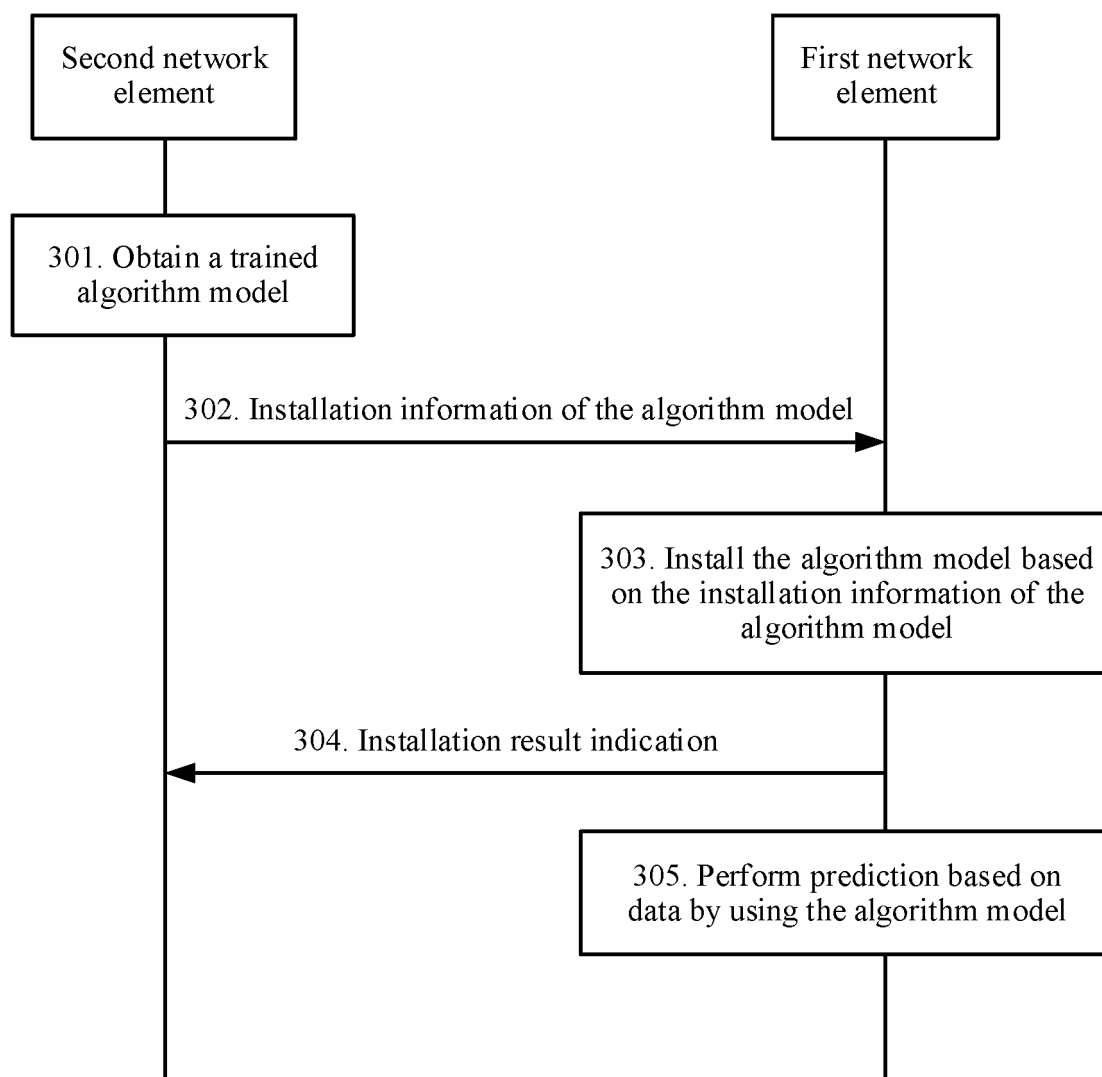 Second network
element
First network
element
301. Obtain a trained
algorithm model
302. Installation information of the algorithm model
303. Install the algorithm model based
on the installation information of the
algorithm model
304. Installation result indication
305. Perform prediction based on
data by using the algorithm model